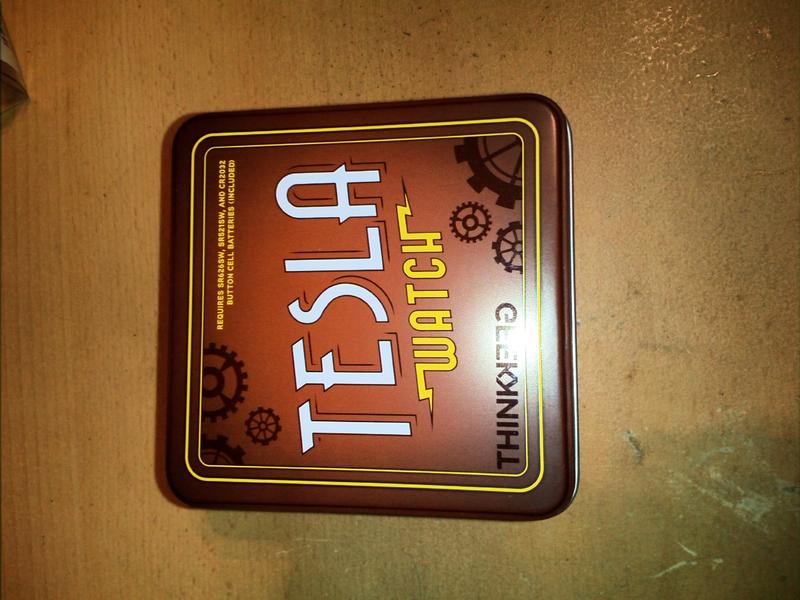 REQUIRES SR626SW, SR521SW, AND CR2032
BUTTON CELL BATTERIES (INCLUDED)
TESLA
WATCH
THINKGEEK